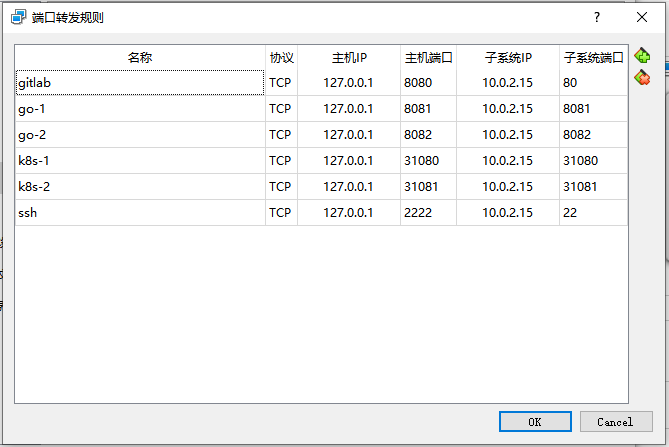 端口转发规则 ?
名称 协议 主机IP 主机端口 子系统IP 子系统端口
gitlab TCP 127.0.0.1 8080 10.0.2.15 80
go-1 TCP 127.0.0.1 8081 10.0.2.15 8081
go-2 TCP 127.0.0.1 8082 10.0.2.15 8082
k8s-1 TCP 127.0.0.1 31080 10.0.2.15 31080
k8s-2 TCP 127.0.0.1 31081 10.0.2.15 31081
ssh TCP 127.0.0.1 2222 10.0.2.15 22
OK Cancel